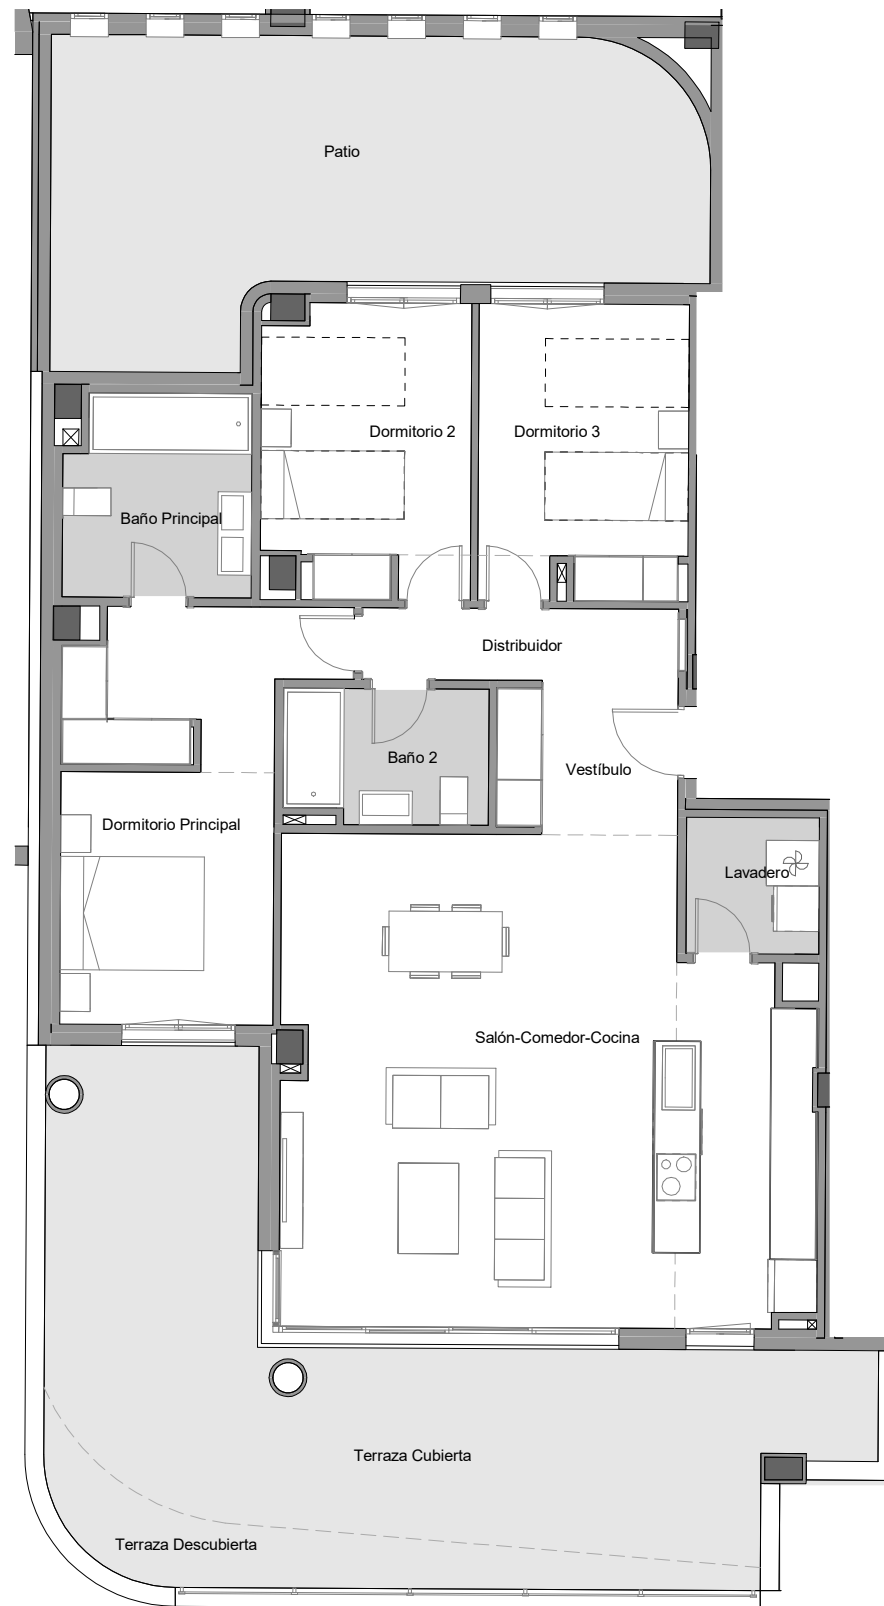 Patio
Dormitorio 2
Dormitorio 3
Baño Principal
Distribuidor
Baño 2
Vestíbulo
Dormitorio Principal
Lavadero
Salón-Comedor-Cocina
Terraza Cubierta
Terraza Descubierta